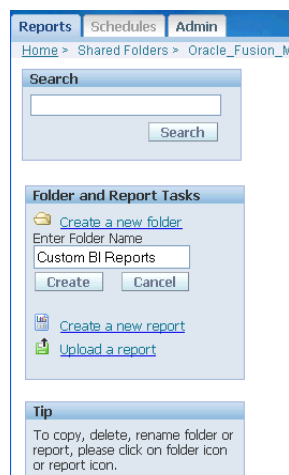 Reports Schedules Admin
Home > Shared Folders > Oracle_Fusion_M
Search
Search
Folder and Report Tasks
Create a new folder
Enter Folder Name
Custom BI Reports
Create Cancel
Create a new report
Upload a report
Tip
To copy, delete, rename folder or
report, please click on folder icon
or report icon.